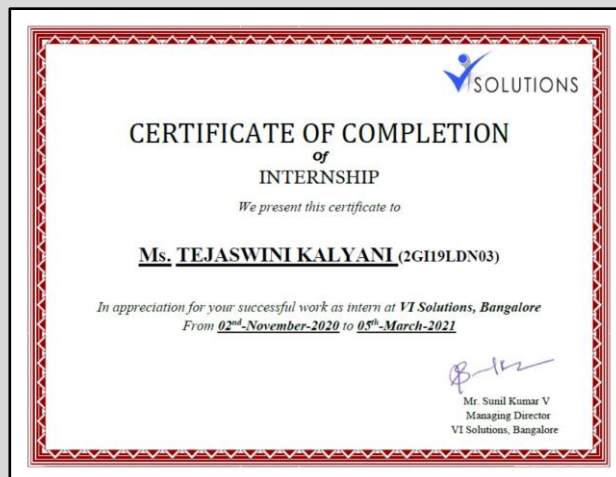 VI SOLUTIONS
CERTIFICATE OF COMPLETION
Of
INTERNSHIP
We present this certificate to
Ms. TEJASWINI KALYANI (2GI19LDN03)
In appreciation for your successful work as intern at VI Solutions, Bangalore
From 02nd-November-2020 to 05th-March-2021
Mr. Sunil Kumar V
Managing Director
VI Solutions, Bangalore